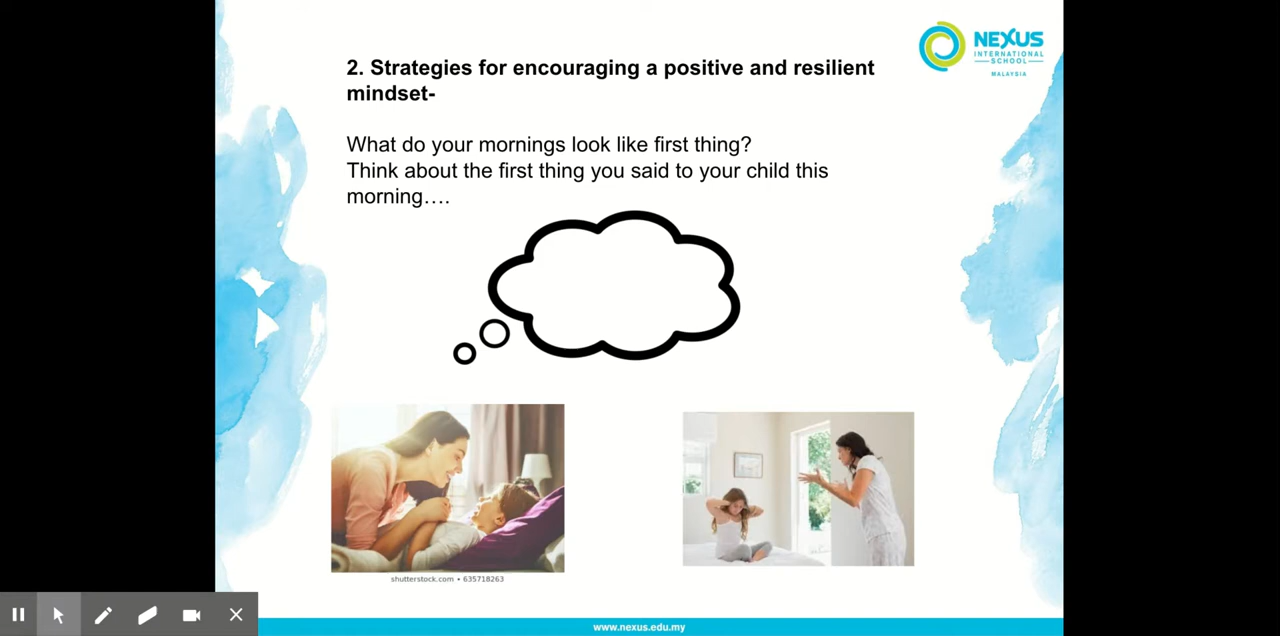 NEXUS
INTERNATIONAL
SCHOOL
MALAYSIA
2. Strategies for encouraging a positive and resilient
mindset-
What do your mornings look like first thing?
Think about the first thing you said to your child this
morning….
shutterstock.com • 635718263
www.nexus.edu.my